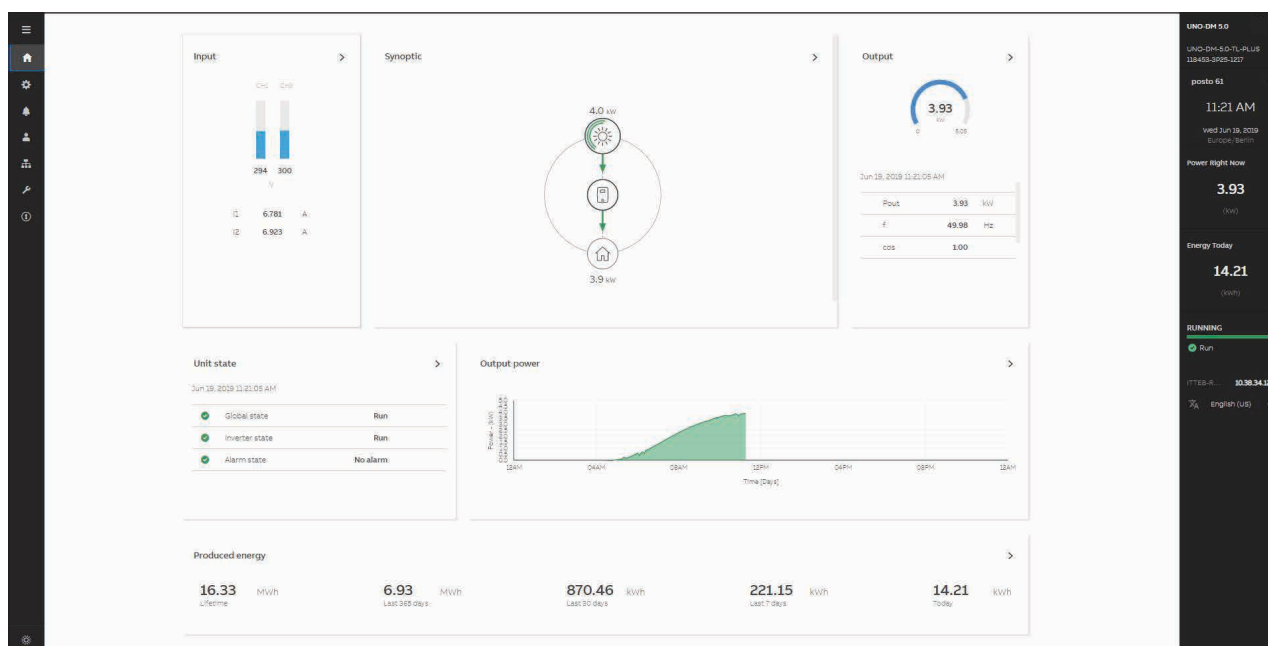 Input
CH1 CH2
294 300
V
I1 6.781 A
I2 6.923 A
Synoptic
4.0 kW
3.9 kW
Output
3.93
kW
0 6.05
Jun 19, 2019 11:21:05 AM
Pout 3.93 kW
f 49.98 Hz
cos 1.00
Unit state
Jun 19, 2019 11:21:05 AM
Global state Run
Inverter state Run
Alarm state No alarm
Output power
Power - (kW)
12AM 04AM 08AM 12PM 04PM 08PM 12AM
Time [Days]
Produced energy
16.33 MWh
Lifetime
6.93 MWh
Last 365 days
870.46 kWh
Last 30 days
221.15 kWh
Last 7 days
14.21 kWh
Today
UNO-DM 5.0
UNO-DM-5.0-TL-PLUS
118453-3P25-1217
posto 61
11:21 AM
Wed Jun 19, 2019
Europe/Berlin
Power Right Now
3.93
(kW)
Energy Today
14.21
(kWh)
RUNNING
Run
ITTEB-R... 10.38.34.12
English (US)